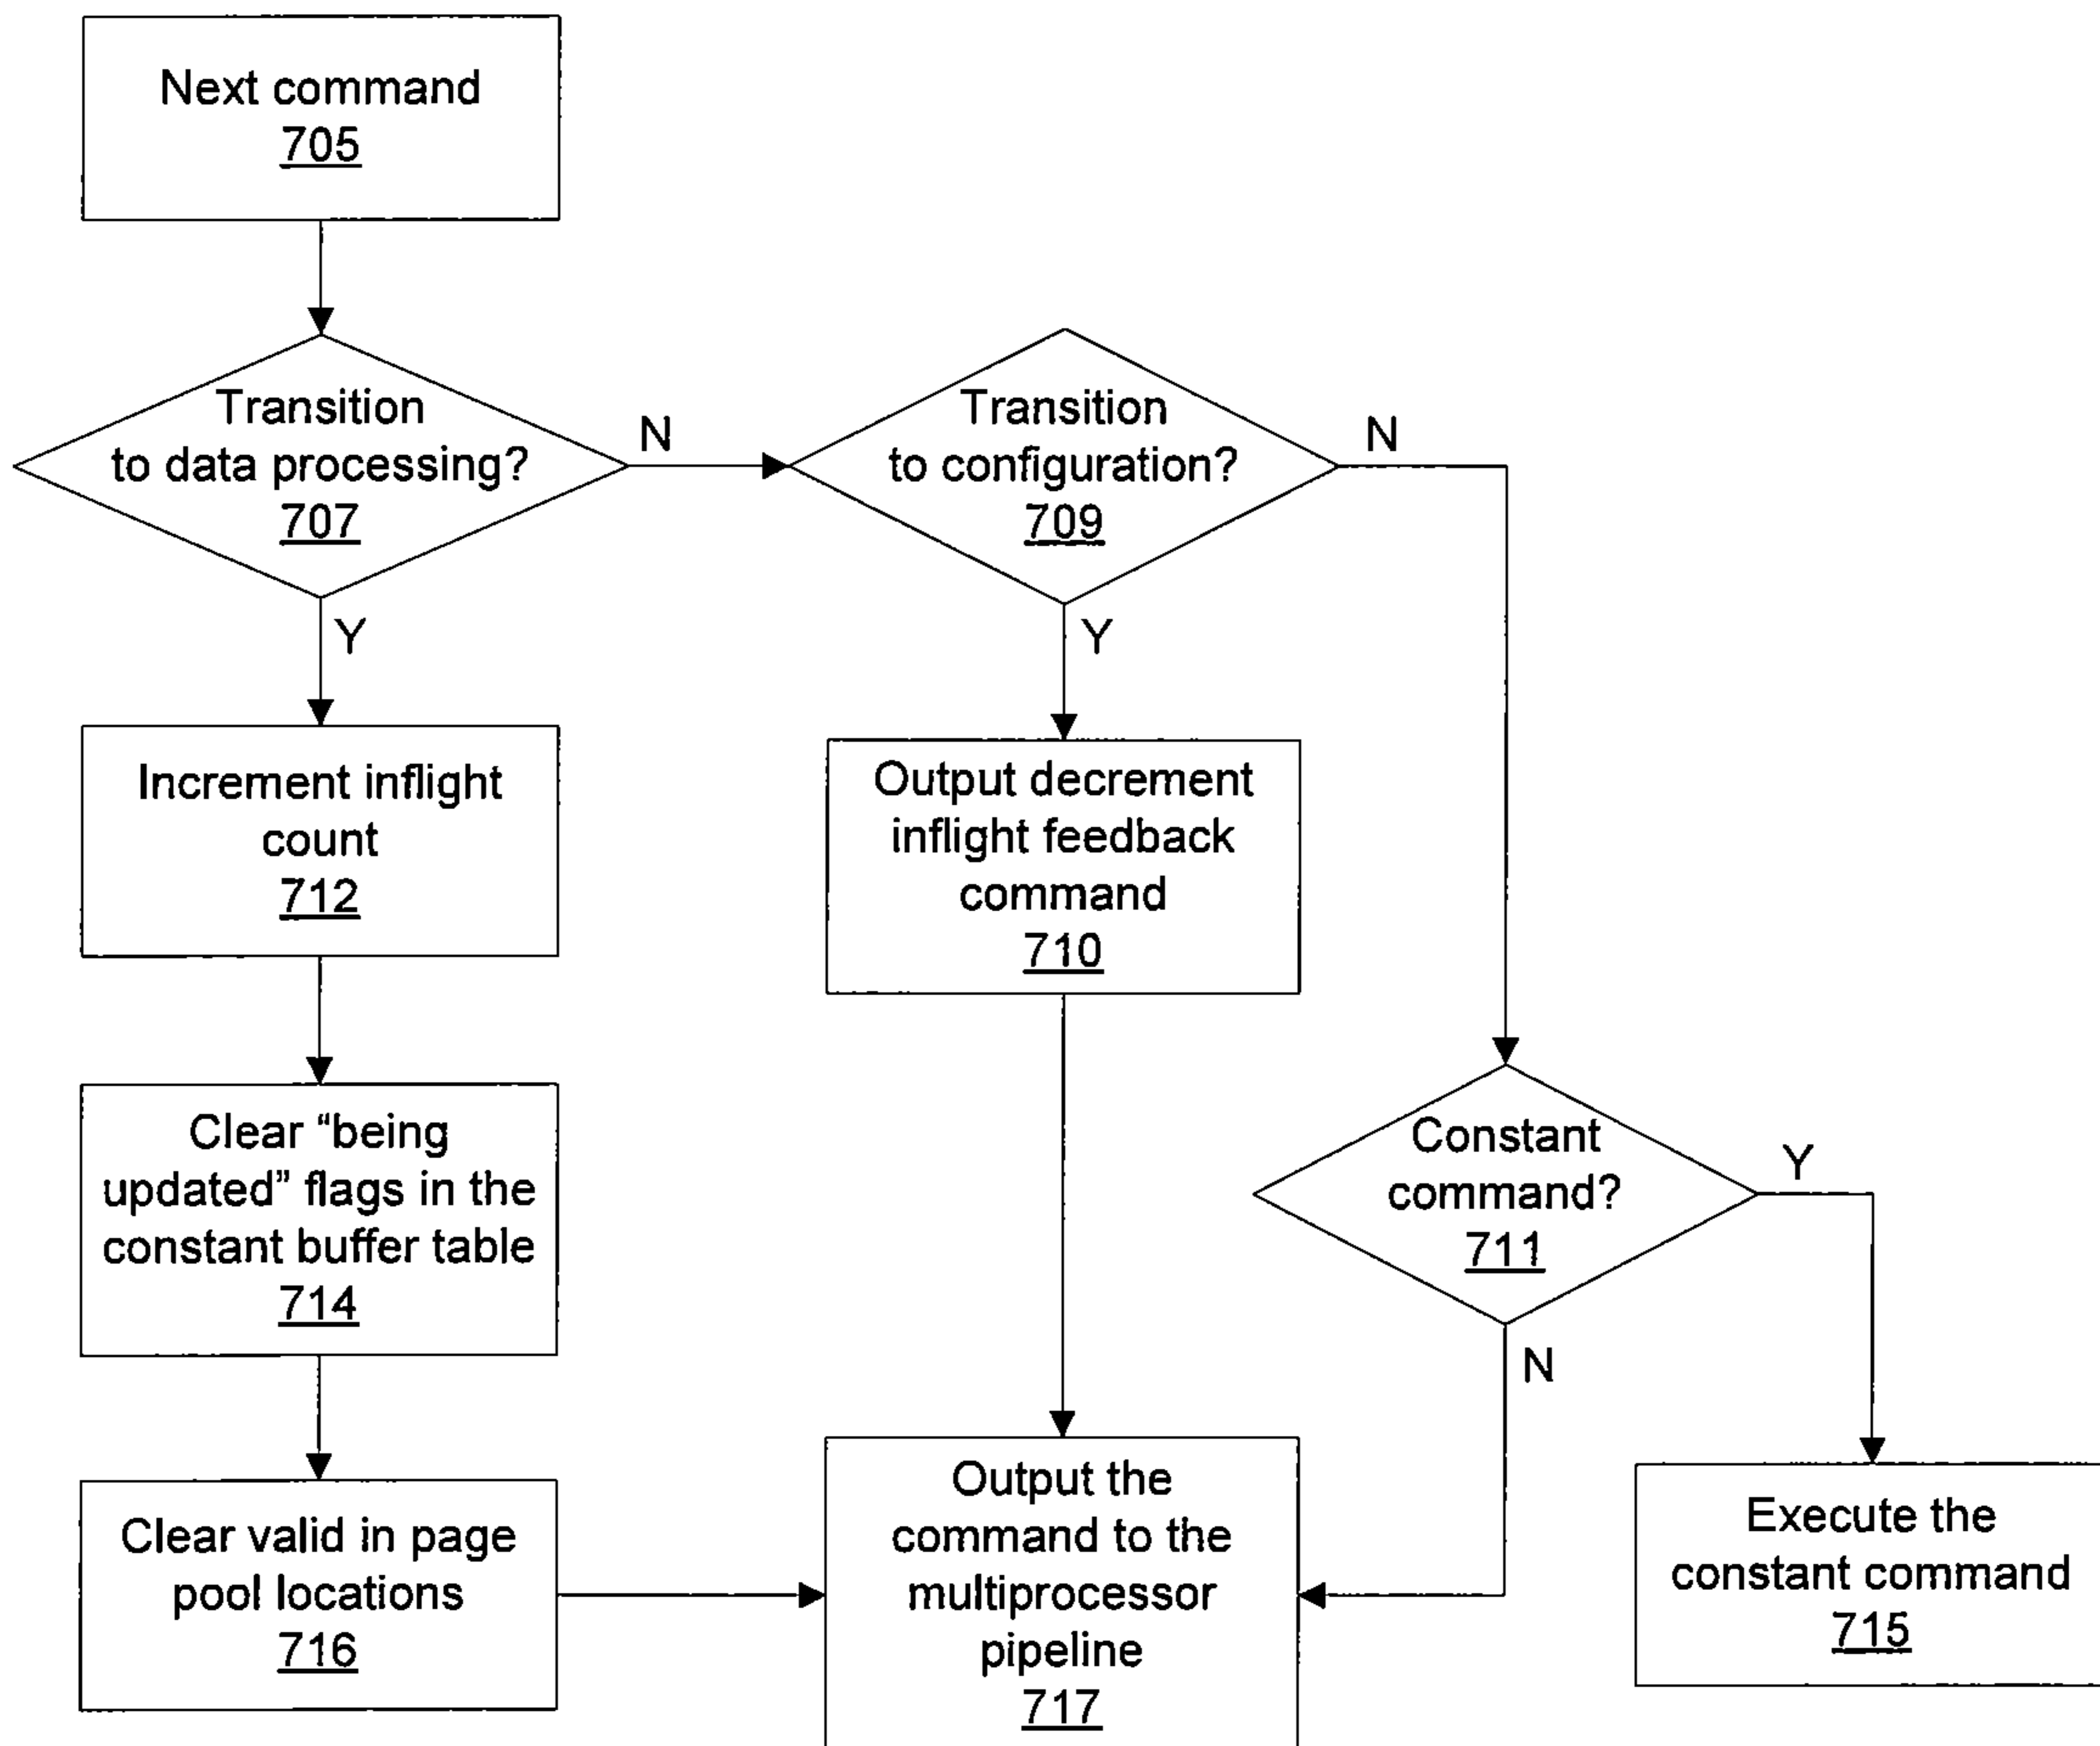 Next command
705
Transition
to data processing?
707
N
Transition
to configuration?
709
N
Y
Y
Increment inflight
count
712
Output decrement
inflight feedback
command
710
Clear “being
updated” flags in the
constant buffer table
714
Constant
command?
711
Y
N
Clear valid in page
pool locations
716
Output the
command to the
multiprocessor
pipeline
717
Execute the
constant command
715